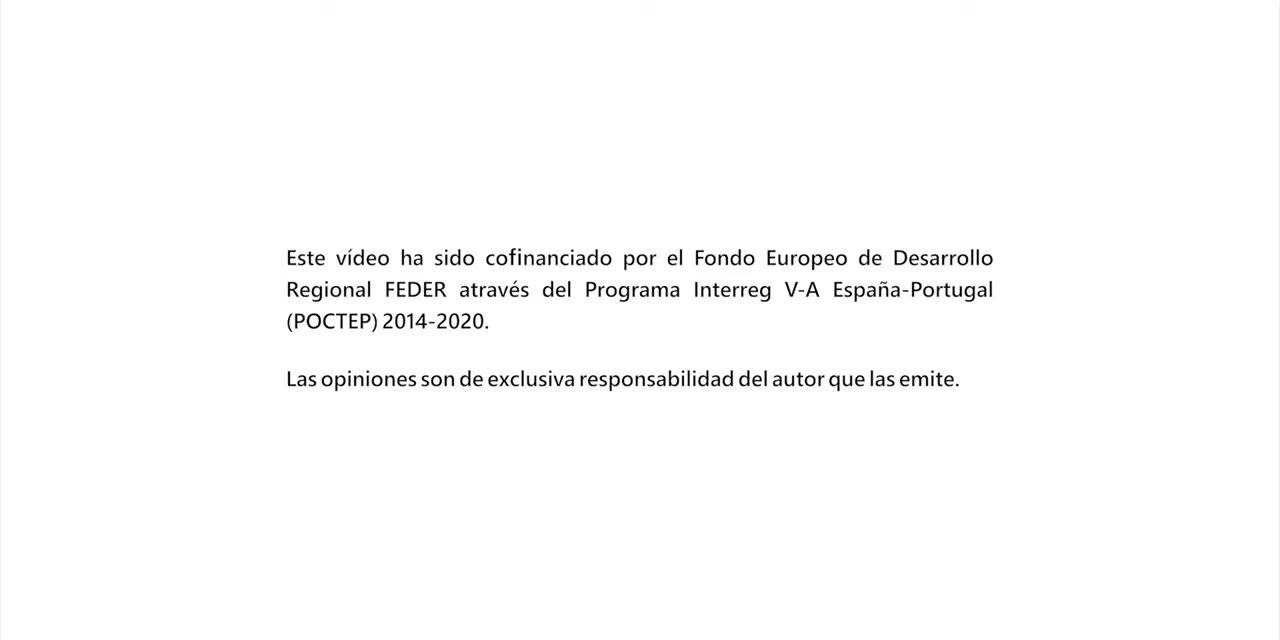 Este vídeo ha sido cofinanciado por el Fondo Europeo de Desarrollo
Regional FEDER através del Programa Interreg V-A España-Portugal
(POCTEP) 2014-2020.
Las opiniones son de exclusiva responsabilidad del autor que las emite.